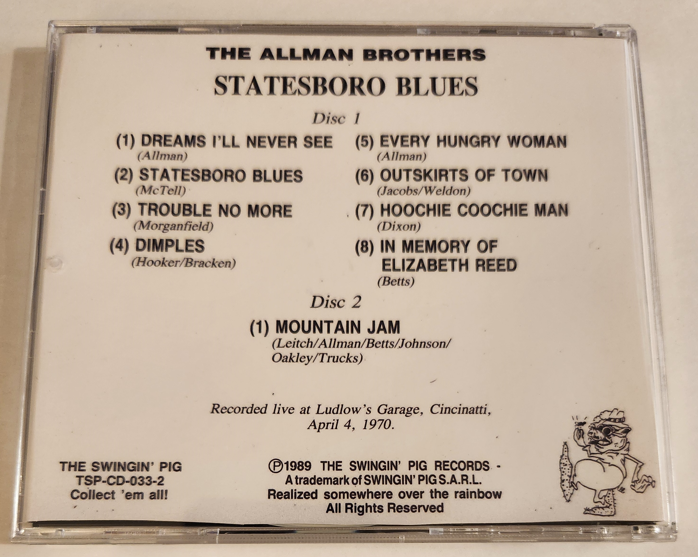 THE ALLMAN BROTHERS
STATESBORO BLUES
Disc 1
(1) DREAMS I'LL NEVER SEE
(Allman)
(2) STATESBORO BLUES
(McTell)
(3) TROUBLE NO MORE
(Morganfield)
(4) DIMPLES
(Hooker/Bracken)
(5) EVERY HUNGRY WOMAN
(Allman)
(6) OUTSKIRTS OF TOWN
(Jacobs/Weldon)
(7) HOOCHIE COOCHIE MAN
(Dixon)
(8) IN MEMORY OF
ELIZABETH REED
(Betts)
Disc 2
(1) MOUNTAIN JAM
(Leitch/Allman/Betts/Johnson/
Oakley/Trucks)
Recorded live at Ludlow's Garage, Cincinatti,
April 4, 1970.
THE SWINGIN' PIG
TSP-CD-033-2
Collect 'em all!
℗1989 THE SWINGIN' PIG RECORDS -
A trademark of SWINGIN' PIG S.A.R.L.
Realized somewhere over the rainbow
All Rights Reserved